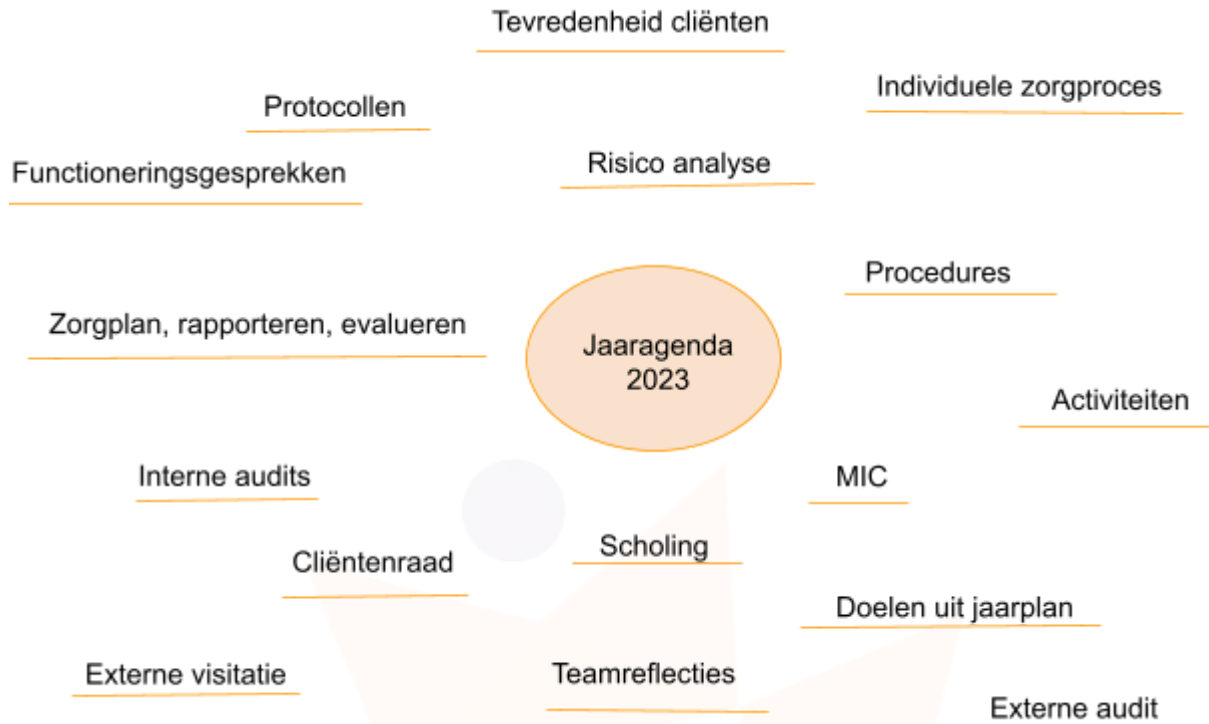 Tevredenheid cliënten
Individuele zorgproces
Protocollen
Risico analyse
Functioneringsgesprekken
Procedures
Zorgplan, rapporteren, evalueren
Jaaragenda
2023
Activiteiten
Interne audits
MIC
Scholing
Cliëntenraad
Doelen uit jaarplan
Externe visitatie
Teamreflecties
Externe audit